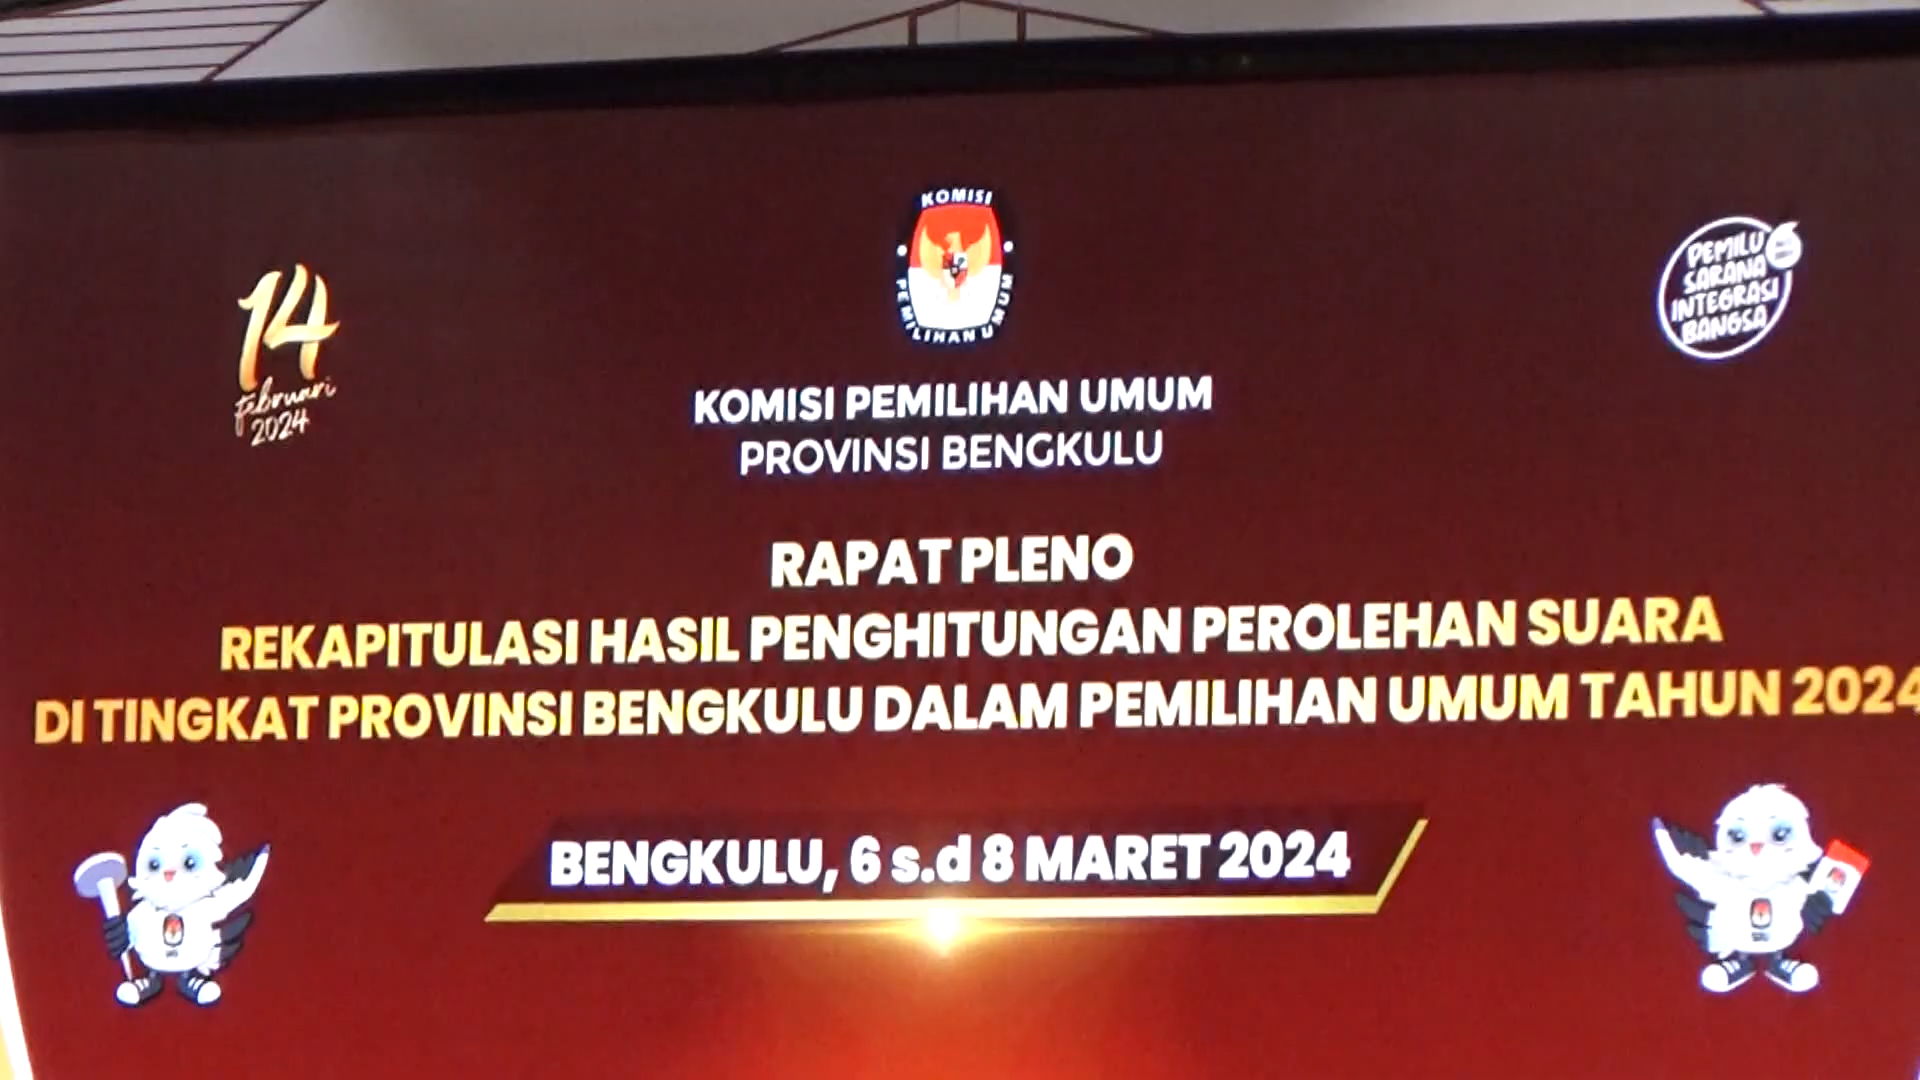 KOMISI
PEMILIHAN UMUM
14
Februari
2024
PEMILU
SARANA
INTEGRASI
BANGSA
KOMISI PEMILIHAN UMUM
PROVINSI BENGKULU
RAPAT PLENO
REKAPITULASI HASIL PENGHITUNGAN PEROLEHAN SUARA
DI TINGKAT PROVINSI BENGKULU DALAM PEMILIHAN UMUM TAHUN 2024
BENGKULU, 6 s.d 8 MARET 2024